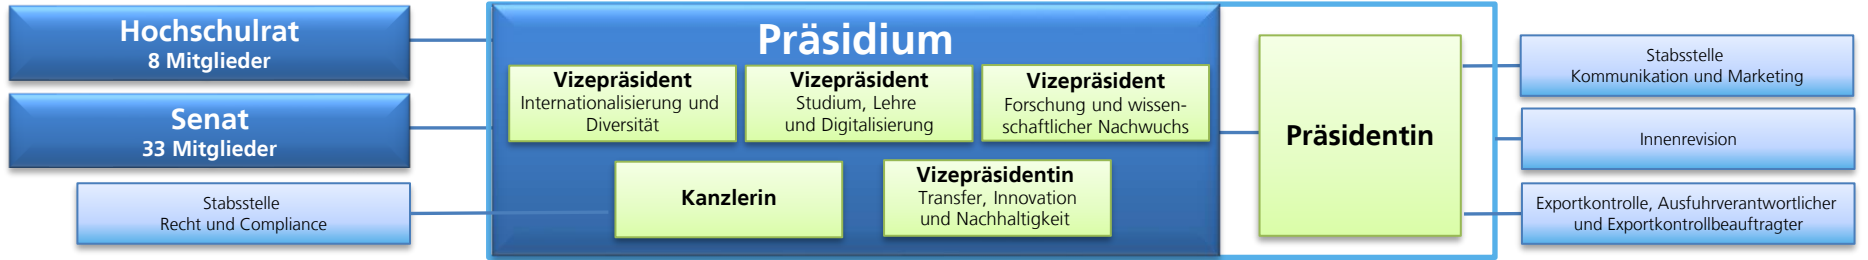 Hochschulrat
8 Mitglieder
Senat
33 Mitglieder
Stabsstelle
Recht und Compliance
Präsidium
Vizepräsident
Internationalisierung und
Diversität
Vizepräsident
Studium, Lehre
und Digitalisierung
Vizepräsident
Forschung und wissen-
schaftlicher Nachwuchs
Kanzlerin
Vizepräsidentin
Transfer, Innovation
und Nachhaltigkeit
Präsidentin
Stabsstelle
Kommunikation und Marketing
Innenrevision
Exportkontrolle, Ausfuhrverantwortlicher
und Exportkontrollbeauftragter